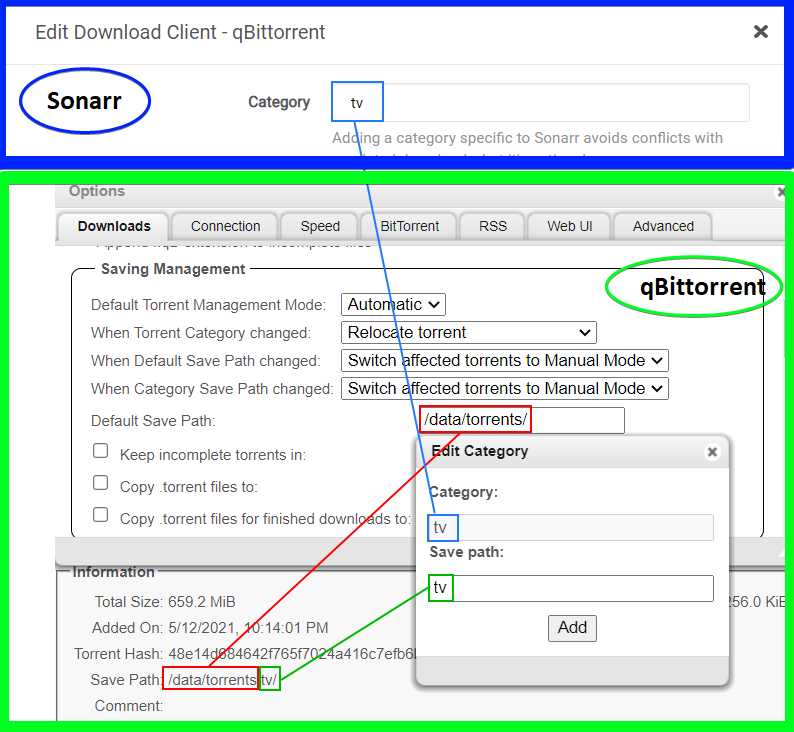 Edit Download Client - qBittorrent
Sonarr
Category tv
Adding a category specific to Sonarr avoids conflicts with
Options
Downloads Connection Speed BitTorrent RSS Web UI Advanced
Saving Management
qBittorrent
Default Torrent Management Mode: Automatic
When Torrent Category changed: Relocate torrent
When Default Save Path changed: Switch affected torrents to Manual Mode
When Category Save Path changed: Switch affected torrents to Manual Mode
Default Save Path: /data/torrents/
Keep incomplete torrents in:
Copy .torrent files to:
Copy .torrent files for finished downloads to:
Edit Category
Category:
tv
Save path:
tv
Add
Information
Total Size: 659.2 MiB
256.0 KiB
Added On: 5/12/2021, 10:14:01 PM
Torrent Hash: 48e14d684642f765f7024a416c7efb6
Save Path: /data/torrents/tv/
Comment: